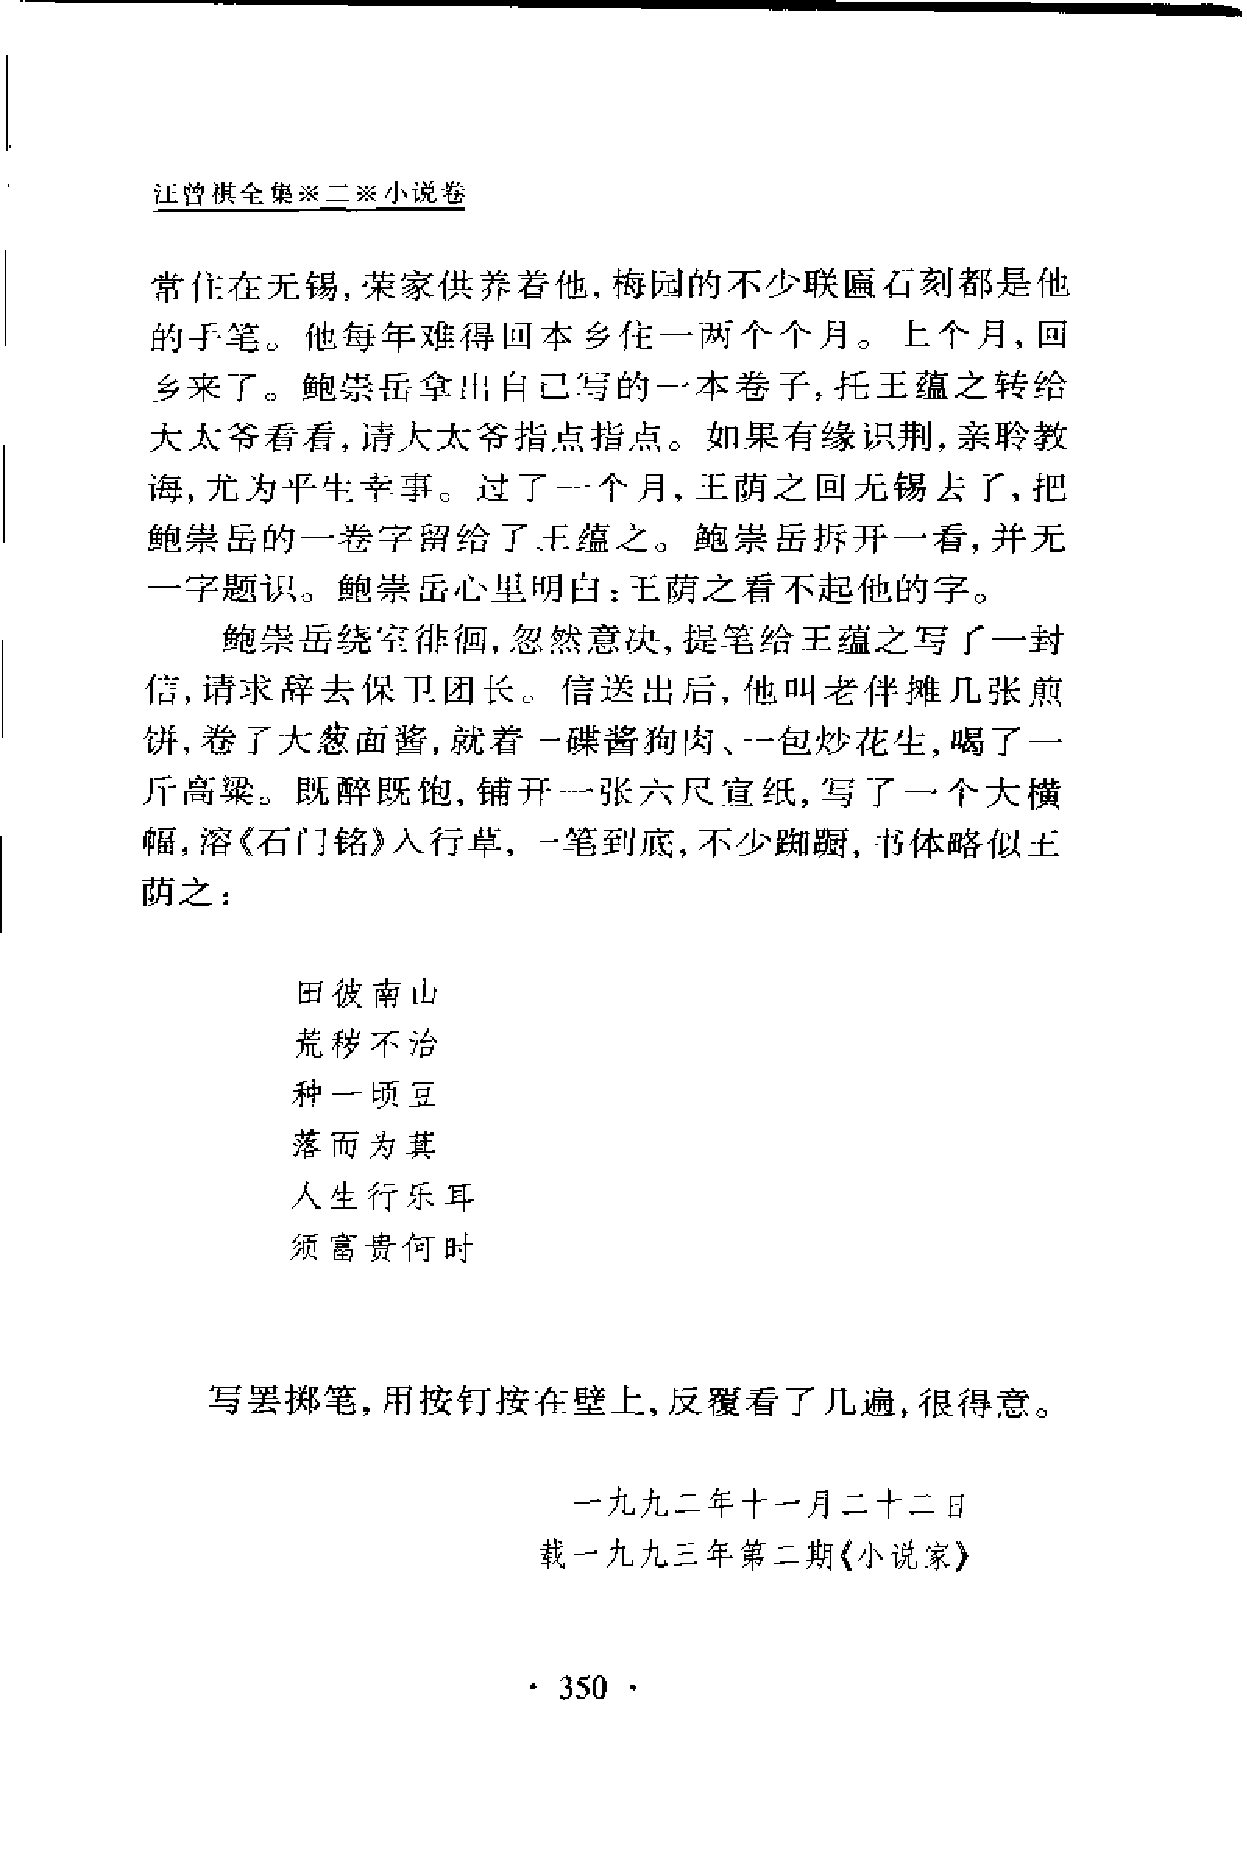 汪曾祺全集※二※小说卷
常住在无锡,荣家供养着他,梅园的不少联匾石刻都是他
的手笔。他每年难得回本乡住一两个个月。上个月,回
乡来了。鲍崇岳拿出自己写的一本卷子,托王蕴之转给
大太爷看看,请大太爷指点指点。如果有缘识荆,亲聆教
诲,尤为平生幸事。过了一个月,王荫之回无锡去了,把
鲍崇岳的一卷字留给了王蕴之。鲍崇岳拆开一看,并无
一字题识。鲍崇岳心里明白:王荫之看不起他的字。
鲍崇岳绕室徘徊,忽然意决,提笔给王蕴之写了一封
信,请求辞去保卫团长。信送出后,他叫老伴摊几张煎
饼,卷了大葱面酱,就着一碟酱狗肉、一包炒花生,喝了一
斤高粱。既醉既饱,铺开一张六尺宣纸,写了一个大横
幅,溶《石门铭》入行草,一笔到底,不少踟蹰,书体略似王
荫之:
田彼南山
荒秽不治
种一顷豆
落而为萁
人生行乐耳
须富贵何时
写罢掷笔,用按钉按在壁上,反覆看了几遍,很得意。
一九九二年十一月二十二日
载一九九三年第二期《小说家》
· 350 ·